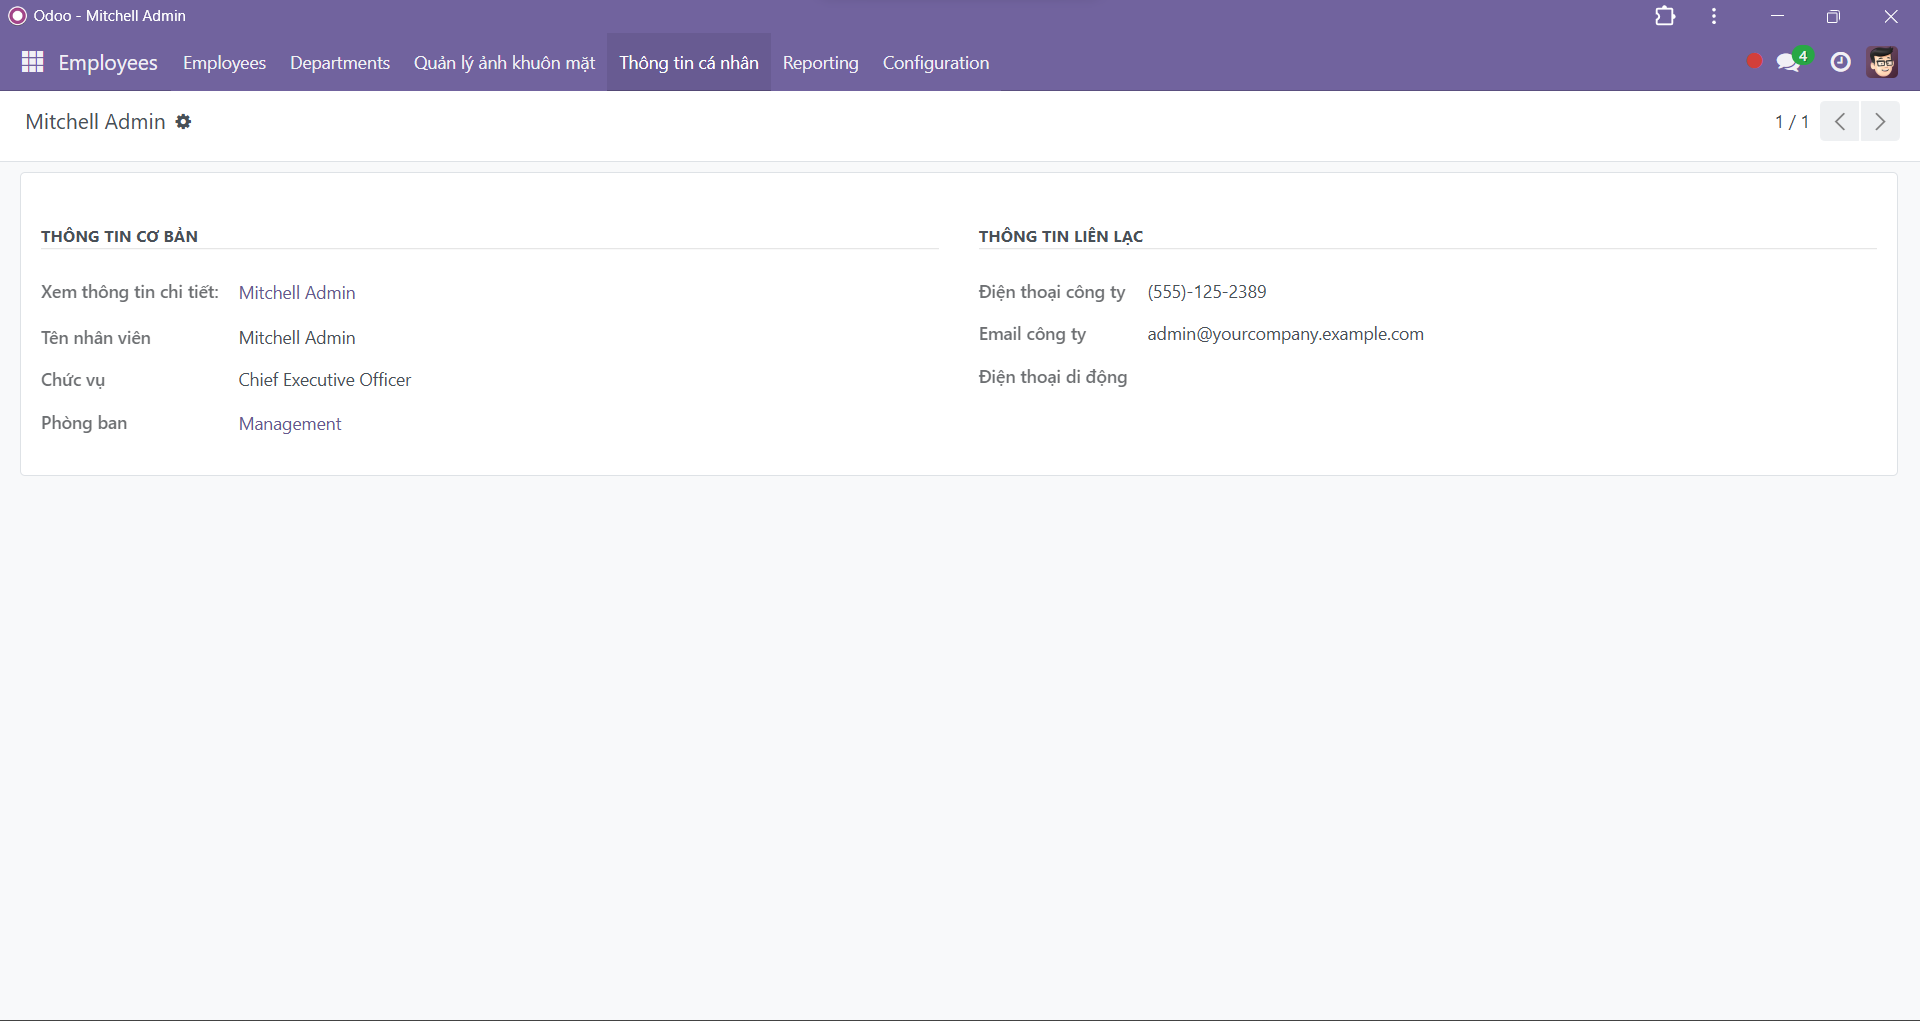 Odoo - Mitchell Admin
Employees Employees Departments Quản lý ảnh khuôn mặt Thông tin cá nhân Reporting Configuration 4
Mitchell Admin 1 / 1
THÔNG TIN CƠ BẢN
Xem thông tin chi tiết: Mitchell Admin
Tên nhân viên Mitchell Admin
Chức vụ Chief Executive Officer
Phòng ban Management
THÔNG TIN LIÊN LẠC
Điện thoại công ty (555)-125-2389
Email công ty admin@yourcompany.example.com
Điện thoại di động